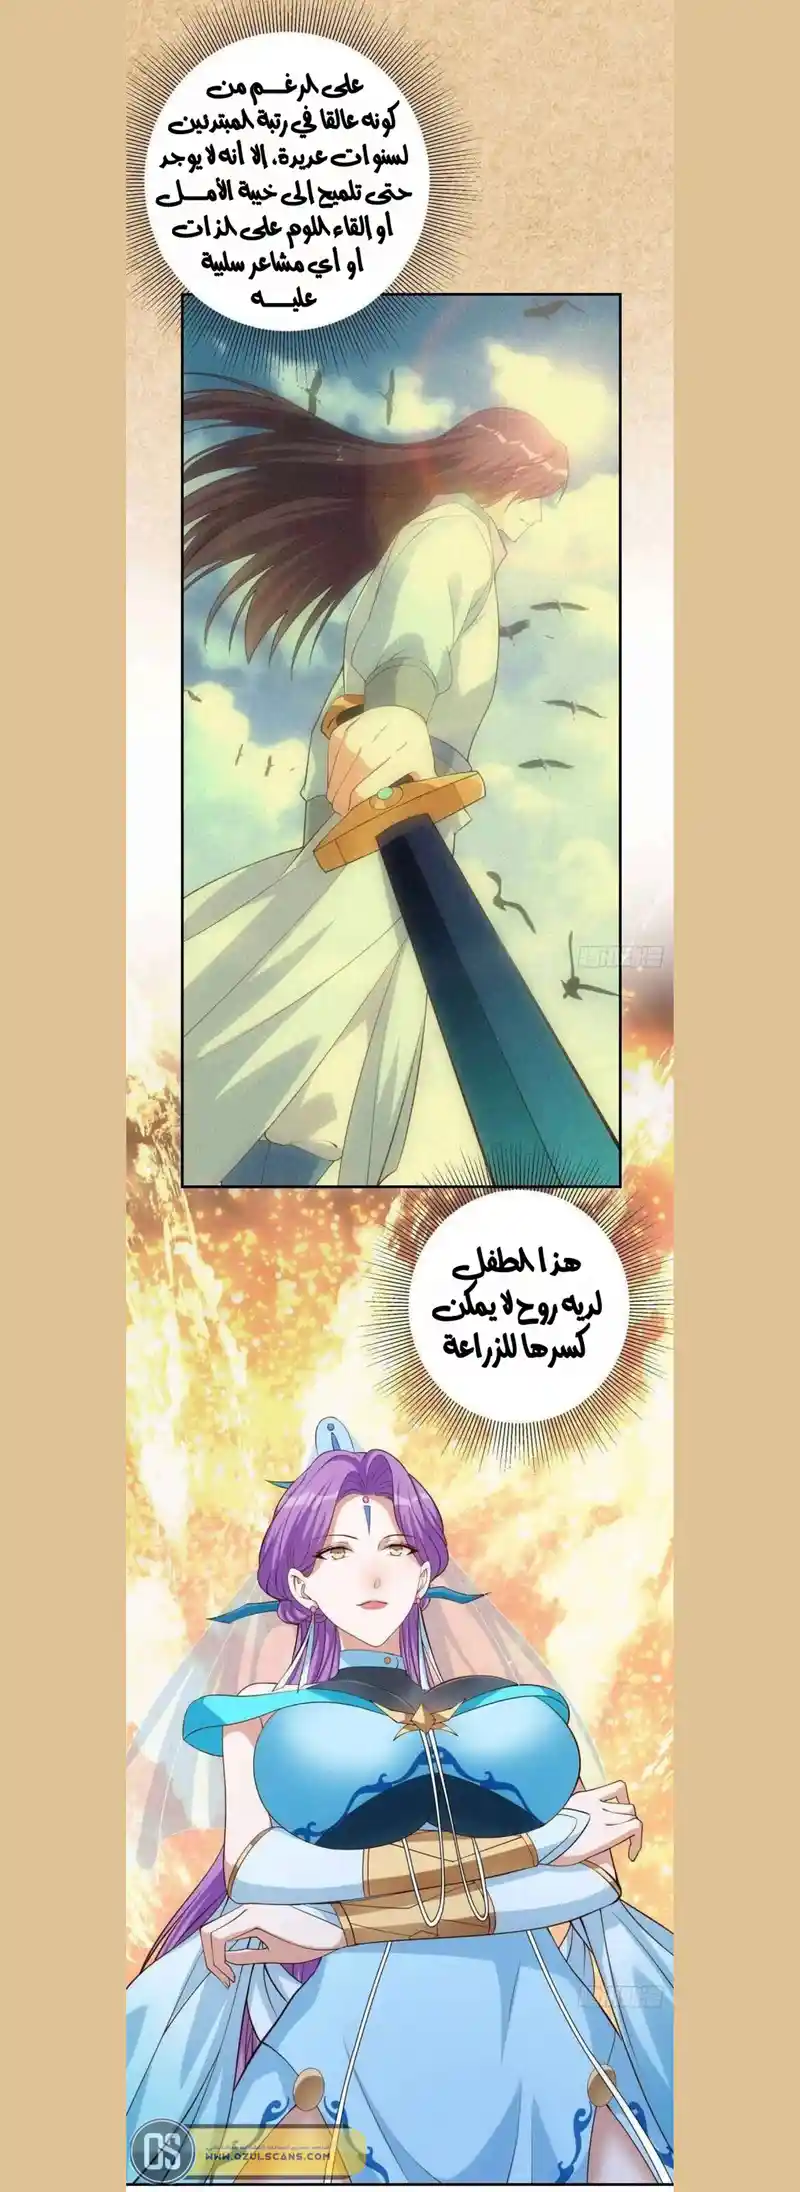 على الرغم من
كونه عالقا في رتبة المبتدئين
لسنوات عديدة، إلا أنه لا يوجد
حتى تلميح إلى خيبة الأمل
أو إلقاء اللوم على الذات
أو أي مشاعر سلبية
عليه
هذا الطفل
لديه روح لا يمكن
كسرها للزراعة
OS
WWW.OZULSCANS.COM